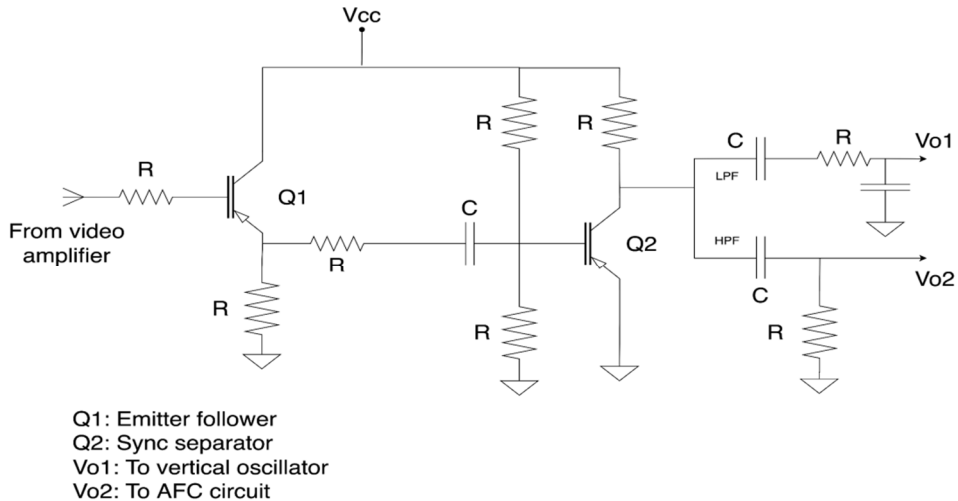 Vcc
R
R
R
C
R
Vo1
LPF
From video
amplifier
Q1
R
C
Q2
HPF
C
Vo2
R
R
R
Q1: Emitter follower
Q2: Sync separator
Vo1: To vertical oscillator
Vo2: To AFC circuit